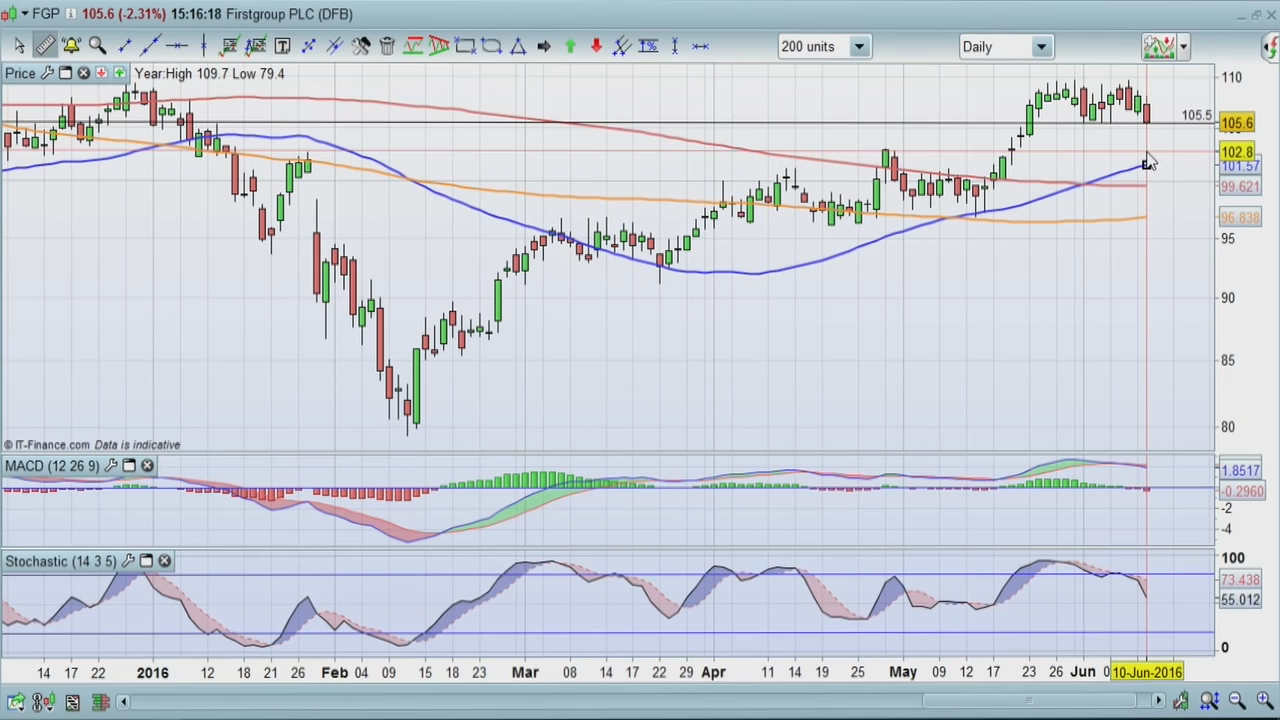 FGP 105.6 (-2.31%) 15:16:18 Firstgroup PLC (DFB)
200 units Daily
Price Year:High 109.7 Low 79.4
110
105.5
105.6
102.8
101.57
99.621
96.838
95
90
85
80
© IT-Finance.com Data is indicative
MACD (12 26 9)
1.8517
-0.2960
-2
-4
Stochastic (14 3 5)
100
73.438
55.012
0
14 17 22 2016 12 18 21 26 Feb 04 09 15 18 23 Mar 08 14 17 22 29 Apr 11 14 19 25 May 09 12 17 23 26 Jun 10-Jun-2016